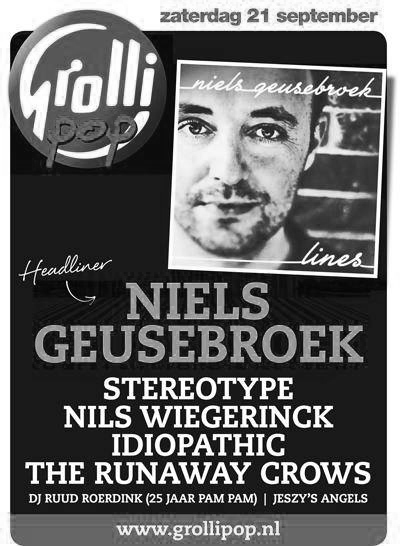 zaterdag 21 september
Grolli
pop
niels geusebroek
lines
Headliner
NIELS
GEUSEBROEK
STEREOTYPE
NILS WIEGERINCK
IDIOPATHIC
THE RUNAWAY CROWS
DJ RUUD ROERDINK (25 JAAR PAM PAM) | JESZY'S ANGELS
www.grollipop.nl